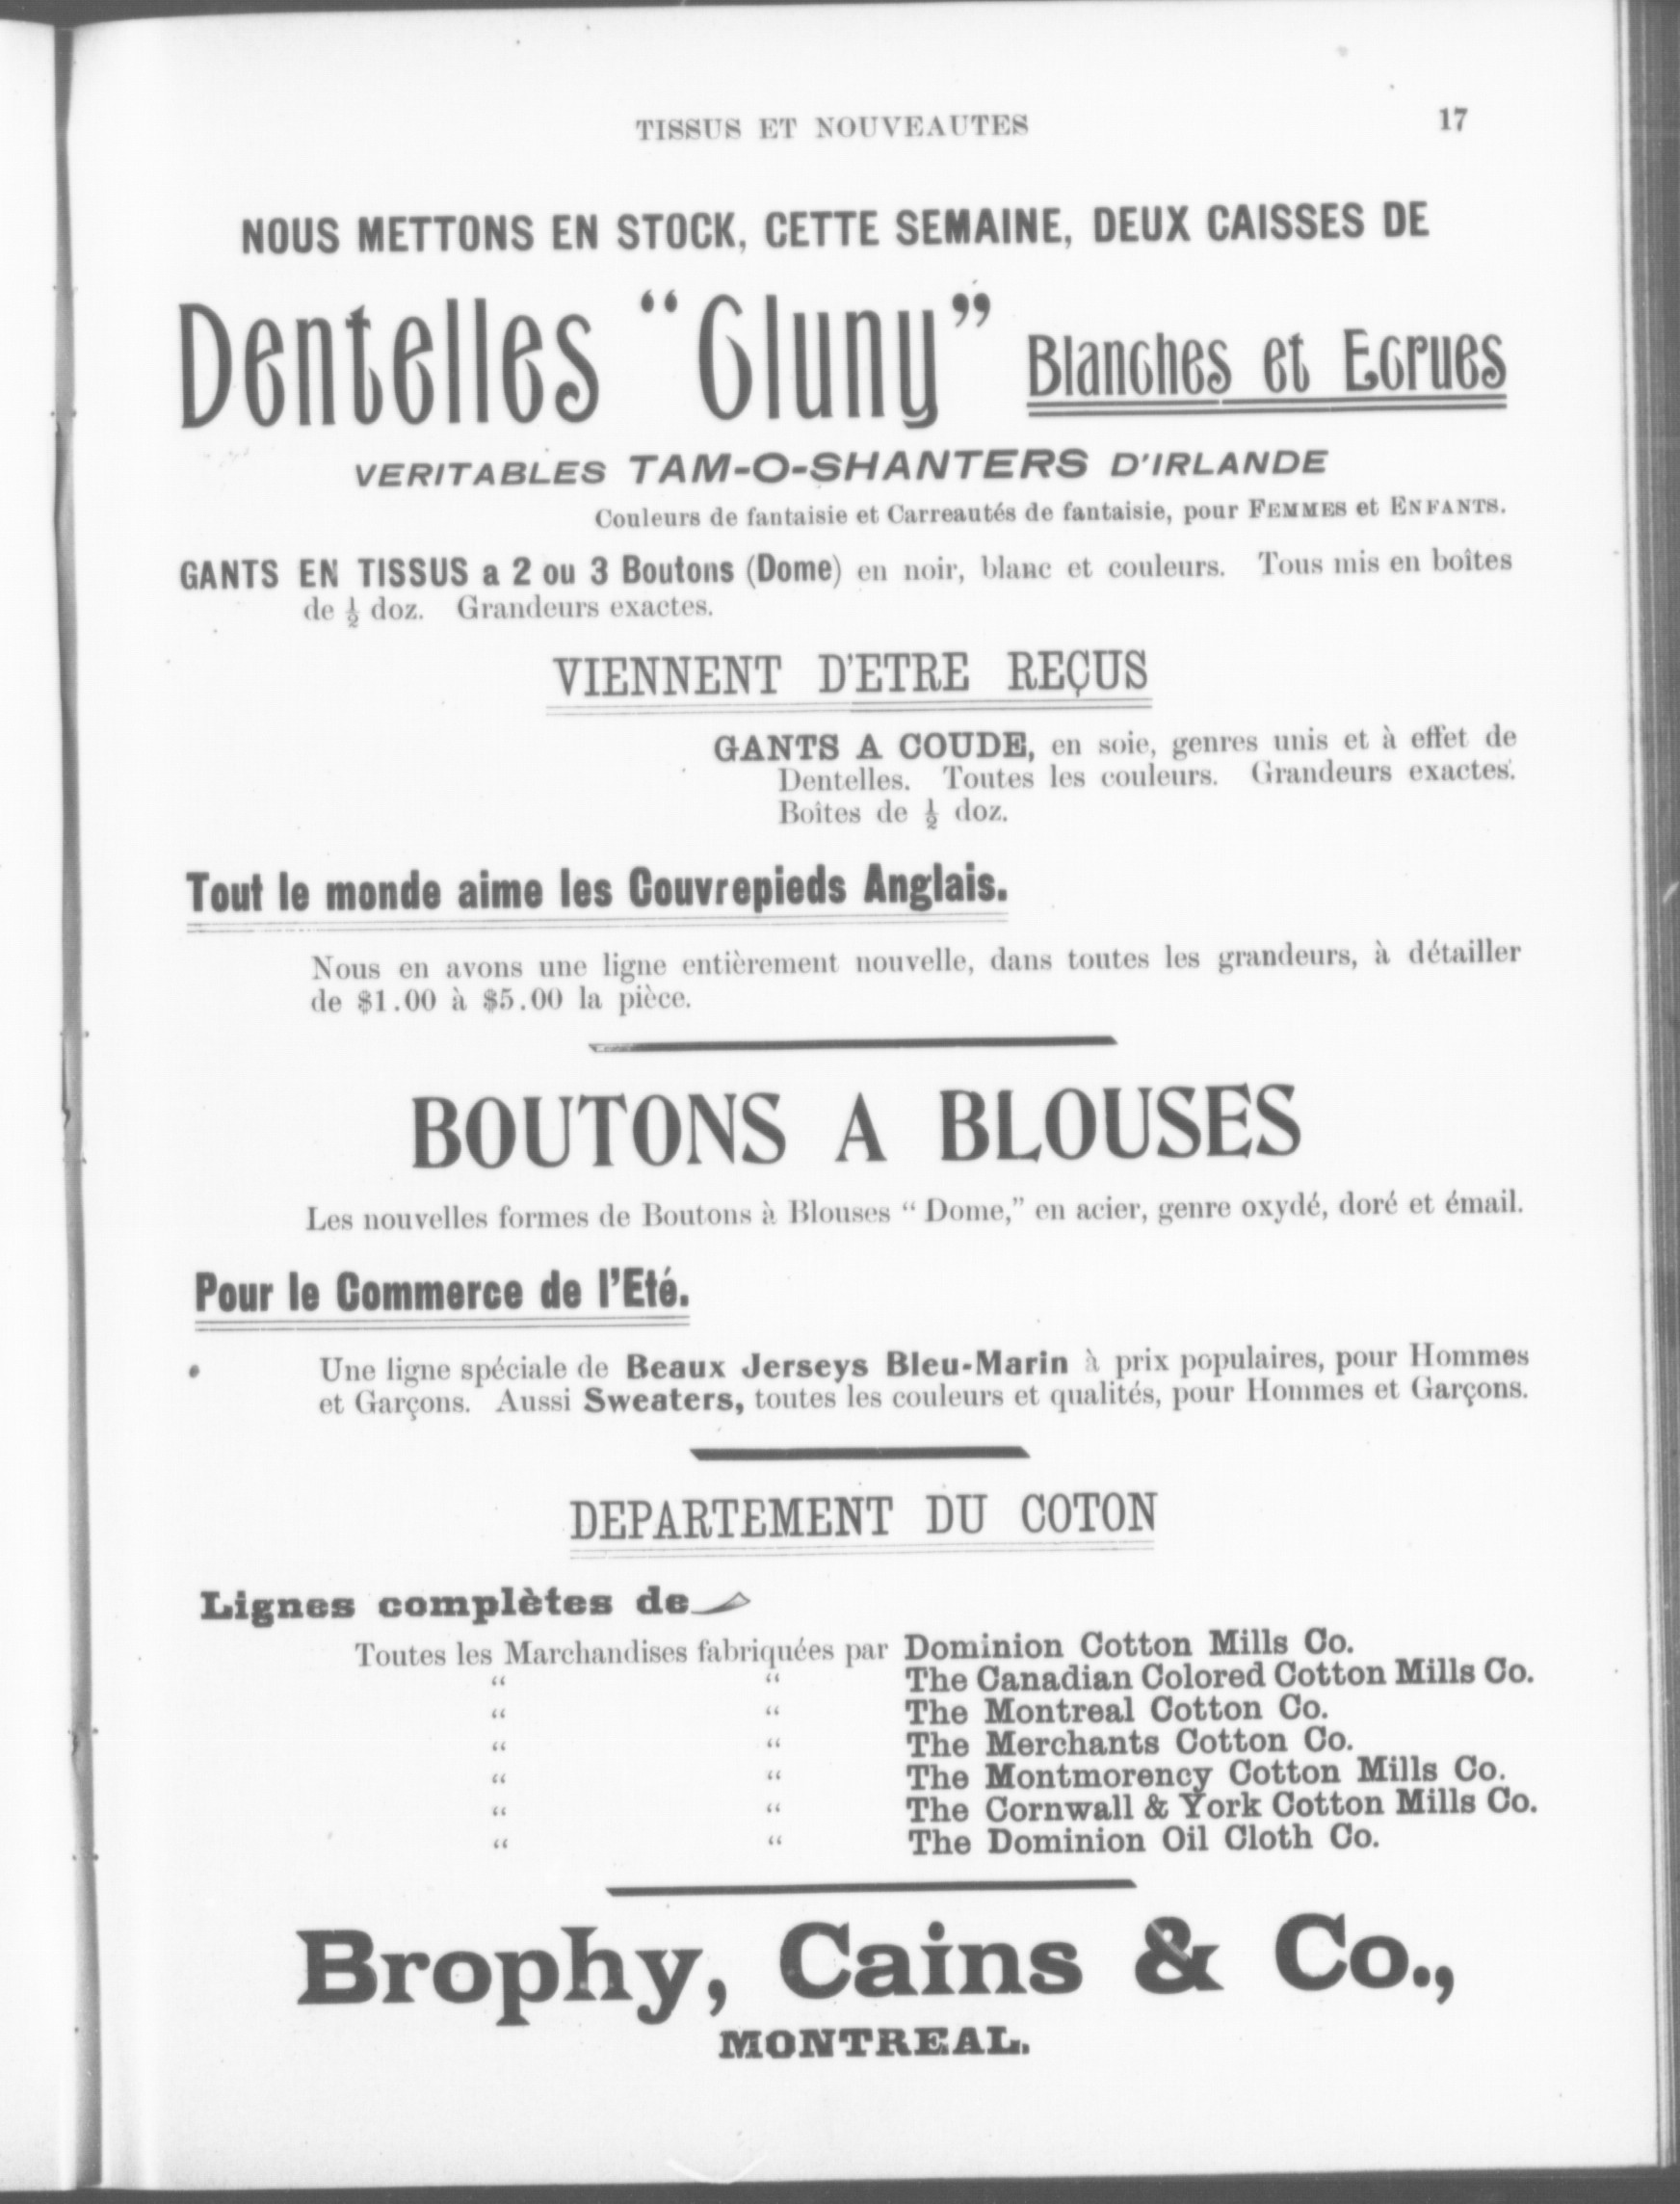 TISSUS ET NOUVEAUTES 17
NOUS METTONS EN STOCK, CETTE SEMAINE, DEUX CAISSES DE
Dentelles “Cluny” Blanches et Ecrues
VERITABLES TAM-O-SHANTERS D'IRLANDE
Couleurs de fantaisie et Carreautés de fantaisie, pour FEMMES et ENFANTS.
GANTS EN TISSUS a 2 ou 3 Boutons (Dome) en noir, blanc et couleurs. Tous mis en boîtes
de ½ doz. Grandeurs exactes.
VIENNENT D'ETRE REÇUS
GANTS A COUDE, en soie, genres unis et à effet de
Dentelles. Toutes les couleurs. Grandeurs exactes.
Boîtes de ½ doz.
Tout le monde aime les Couvrepieds Anglais.
Nous en avons une ligne entièrement nouvelle, dans toutes les grandeurs, à détailler
de $1.00 à $5.00 la pièce.
BOUTONS A BLOUSES
Les nouvelles formes de Boutons à Blouses “ Dome,” en acier, genre oxydé, doré et émail.
Pour le Commerce de l'Eté.
Une ligne spéciale de Beaux Jerseys Bleu-Marin à prix populaires, pour Hommes
et Garçons. Aussi Sweaters, toutes les couleurs et qualités, pour Hommes et Garçons.
DEPARTEMENT DU COTON
Lignes complètes de
Toutes les Marchandises fabriquées par Dominion Cotton Mills Co.
“ “ The Canadian Colored Cotton Mills Co.
“ “ The Montreal Cotton Co.
“ “ The Merchants Cotton Co.
“ “ The Montmorency Cotton Mills Co.
“ “ The Cornwall & York Cotton Mills Co.
“ “ The Dominion Oil Cloth Co.
Brophy, Cains & Co.,
MONTREAL.